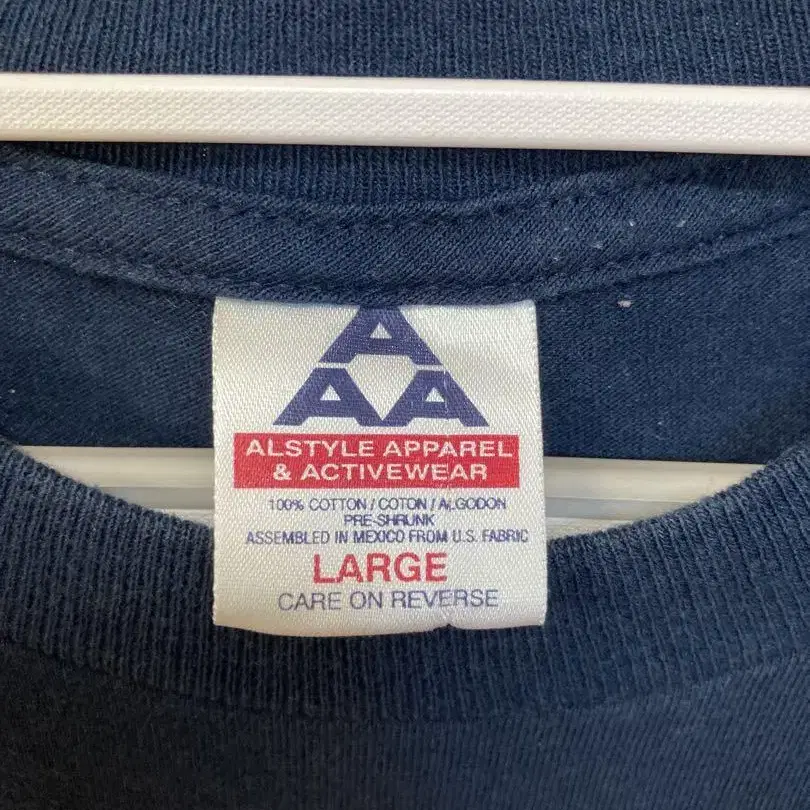 A
AA
ALSTYLE APPAREL
& ACTIVEWEAR
100% COTTON / COTON / ALGODON
PRE-SHRUNK
ASSEMBLED IN MEXICO FROM U.S. FABRIC
LARGE
CARE ON REVERSE